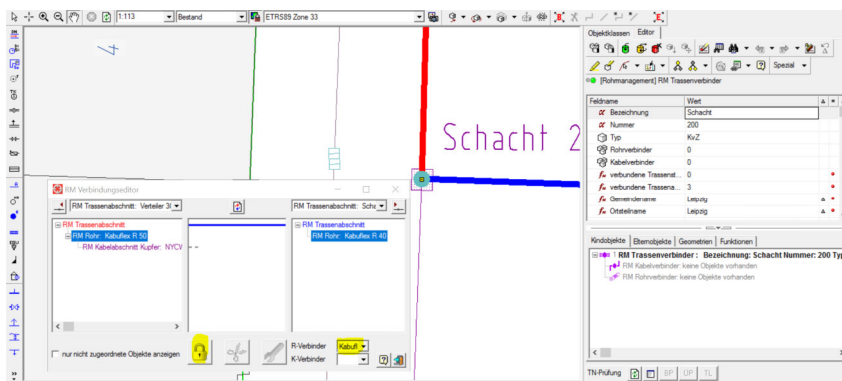 1:113
Bestand
ETRS89 Zone 33
Schacht 2
RM Verbindungseditor
RM Trassenabschnitt: Verteiler 3(
RM Trassenabschnitt: Scha
RM Trassenabschnitt
RM Rohr: Kabuflex R 50
RM Kabelabschnitt Kupfer: NYCW
RM Trassenabschnitt
RM Rohr: Kabuflex R 40
nur nicht zugeordnete Objekte anzeigen
R-Verbinder
Kabufl
K-Verbinder
Objektklassen
Editor
Spezial
[Rohrmanagement] RM Trassenverbinder
Feldname
Wert
Bezeichnung
Schacht
Nummer
200
Typ
KvZ
Rohrverbinder
0
Kabelverbinder
0
verbundene Trassenst...
0
verbundene Trassena...
3
Gemeindename
Leipzig
Ortsteilname
Leipzig
Kindobjekte
Elternobjekte
Geometrien
Funktionen
1 RM Trassenverbinder : Bezeichnung: Schacht Nummer: 200 Typ
RM Kabelverbinder: keine Objekte vorhanden
RM Rohrverbinder: keine Objekte vorhanden
TN-Prüfung
BP
ÜP
TL